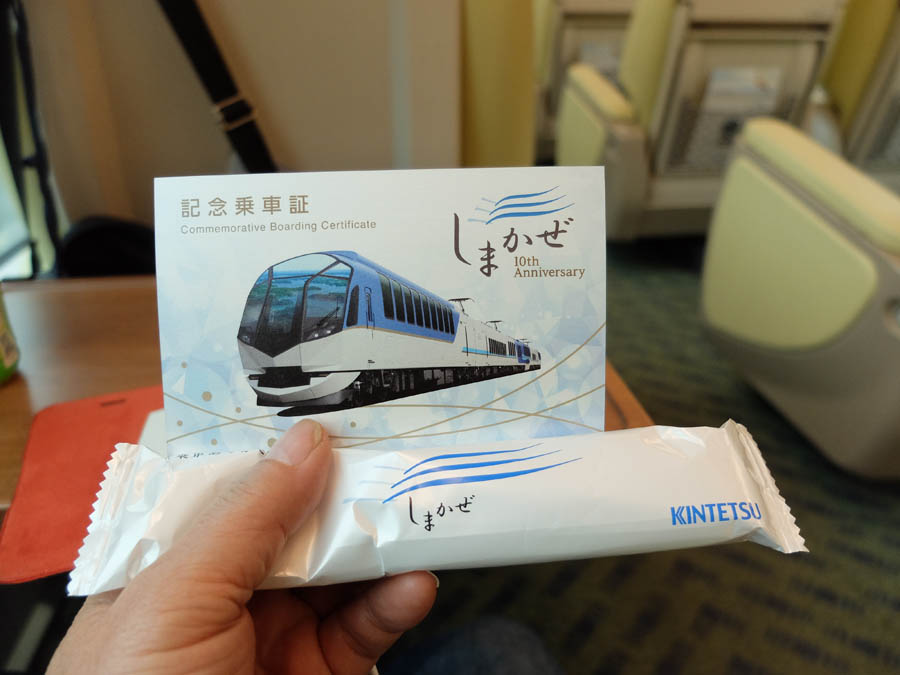 記念乗車証
Commemorative Boarding Certificate
しまかぜ
10th
Anniversary
しまかぜ
KINTETSU